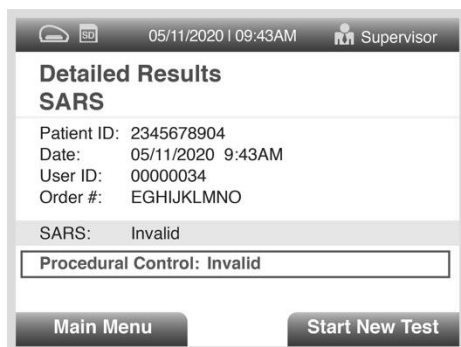 SD 05/11/2020 | 09:43AM Supervisor
Detailed Results
SARS
Patient ID: 2345678904
Date: 05/11/2020 9:43AM
User ID: 00000034
Order #: EGHIJKLMNO
SARS: Invalid
Procedural Control: Invalid
Main Menu Start New Test